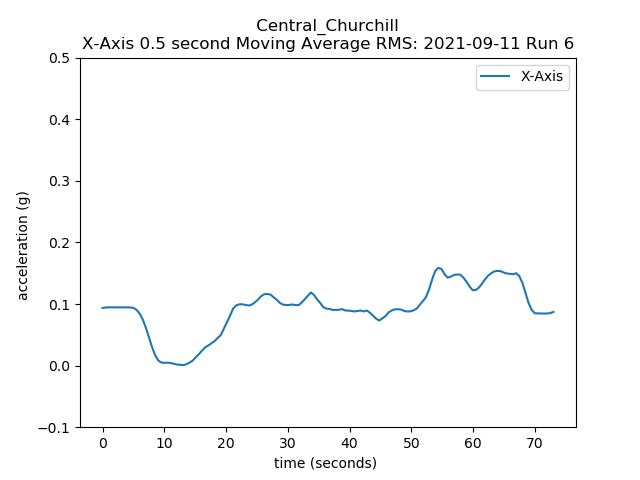 Central_Churchill
X-Axis 0.5 second Moving Average RMS: 2021-09-11 Run 6
X-Axis
0.5
0.4
0.3
0.2
0.1
0.0
−0.1
acceleration (g)
0 10 20 30 40 50 60 70
time (seconds)